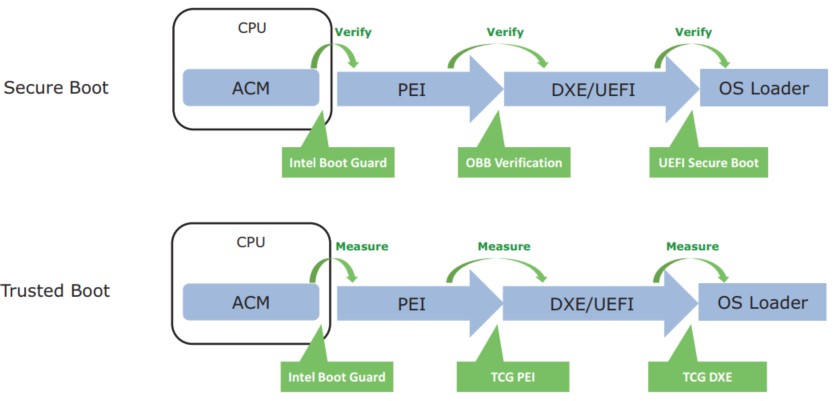 CPU
Verify
Verify
Verify
Secure Boot
ACM
PEI
DXE/UEFI
OS Loader
Intel Boot Guard
OBB Verification
UEFI Secure Boot
CPU
Measure
Measure
Measure
Trusted Boot
ACM
PEI
DXE/UEFI
OS Loader
Intel Boot Guard
TCG PEI
TCG DXE